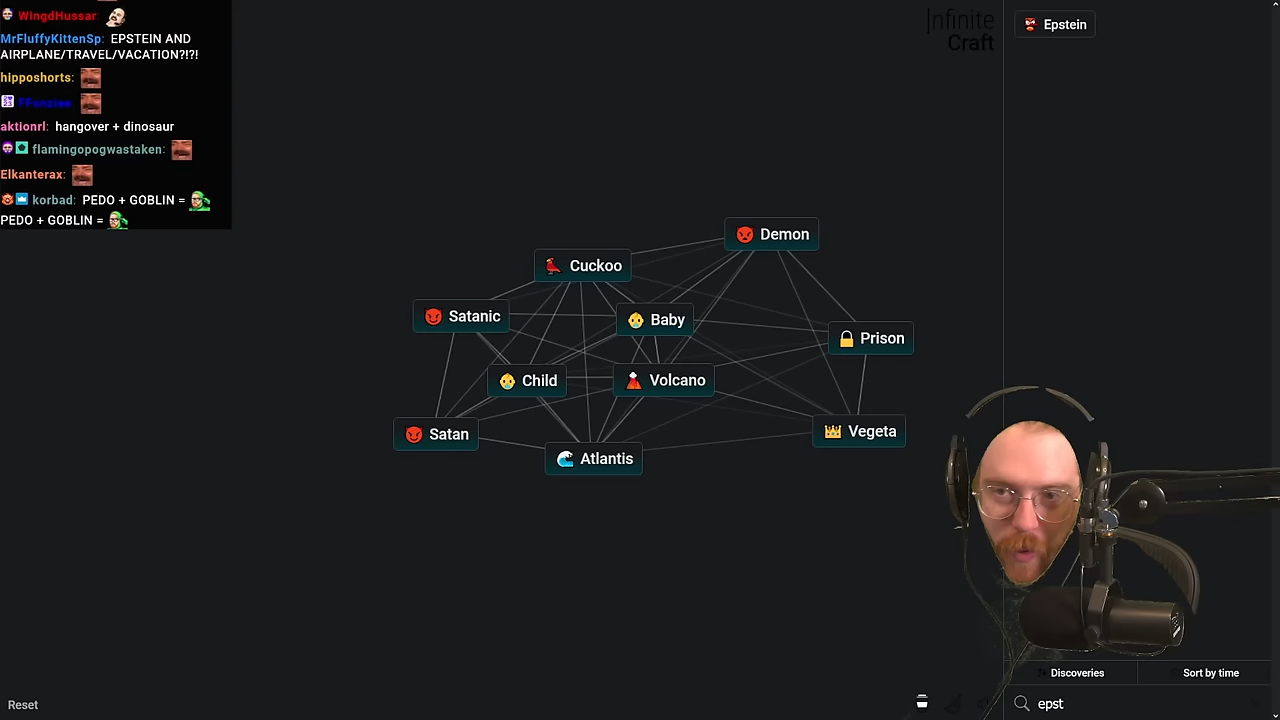 WingdHussar
MrFluffyKittenSp: EPSTEIN AND
AIRPLANE/TRAVEL/VACATION?!?!
hipposhorts:
FFonziee:
aktionrl: hangover + dinosaur
flamingopogwastaken:
Elkanterax:
korbad: PEDO + GOBLIN =
PEDO + GOBLIN =
Infinite
Craft
Epstein
Demon
Cuckoo
Satanic
Baby
Prison
Child
Volcano
Satan
Vegeta
Atlantis
Discoveries
Sort by time
Reset
epst